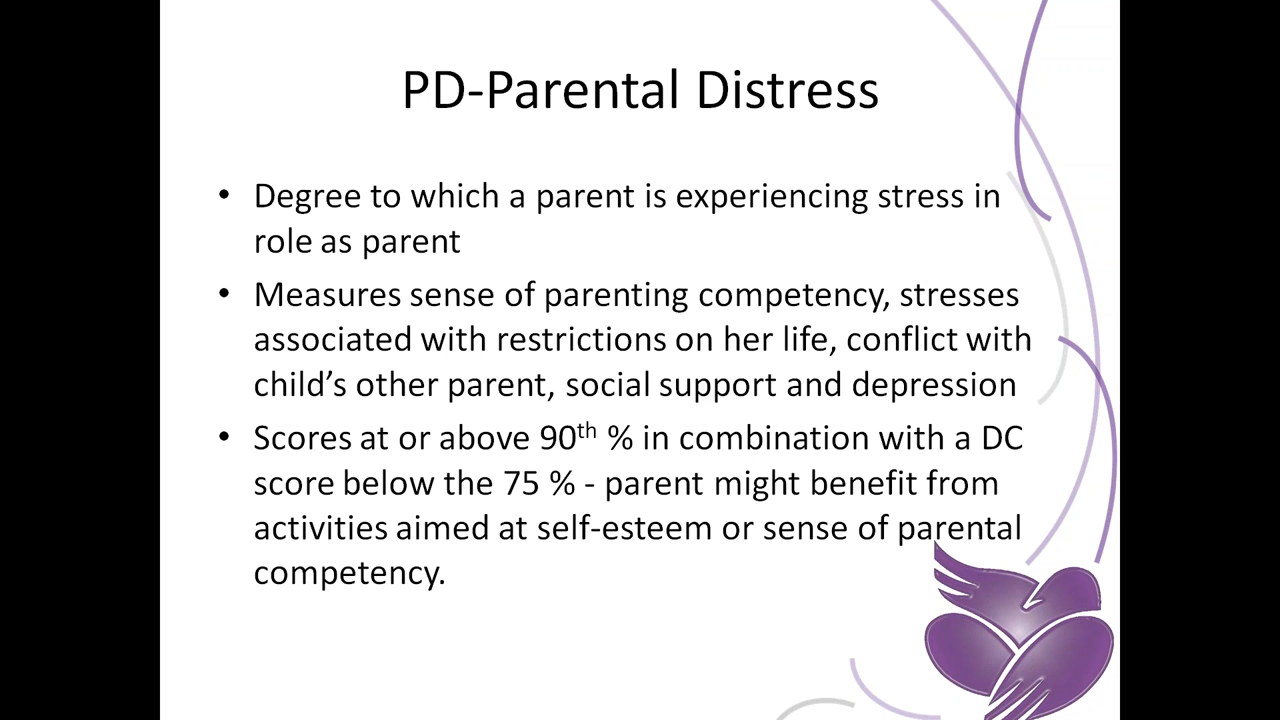 PD-Parental Distress
• Degree to which a parent is experiencing stress in
role as parent
• Measures sense of parenting competency, stresses
associated with restrictions on her life, conflict with
child’s other parent, social support and depression
• Scores at or above 90th % in combination with a DC
score below the 75 % - parent might benefit from
activities aimed at self-esteem or sense of parental
competency.